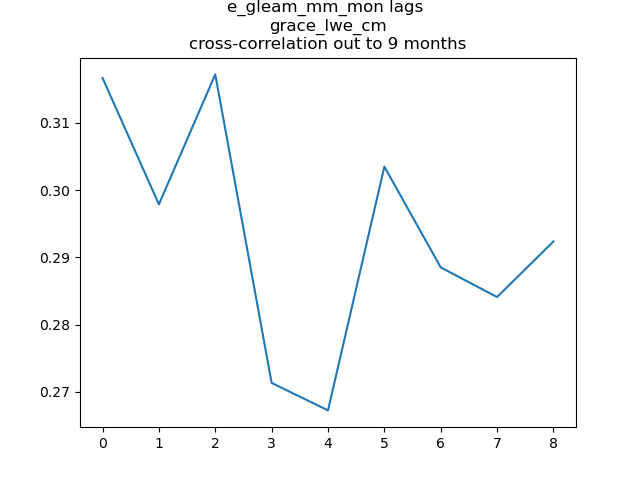 e_gleam_mm_mon lags
grace_lwe_cm
cross-correlation out to 9 months
0.31
0.30
0.29
0.28
0.27
0 1 2 3 4 5 6 7 8